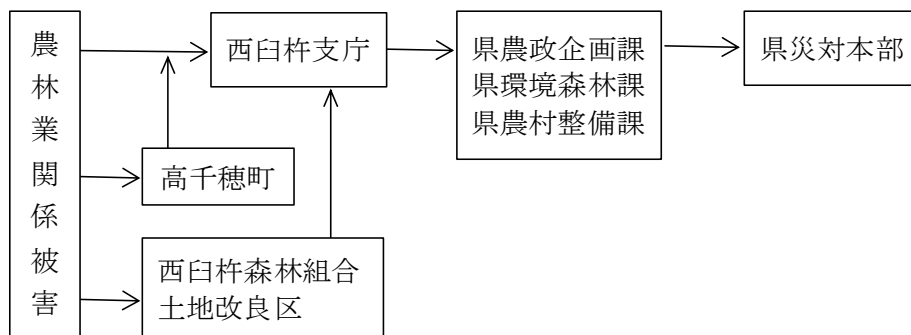 農林業関係被害
西臼杵支庁
県農政企画課
県環境森林課
県農村整備課
県災対本部
高千穂町
西臼杵森林組合
土地改良区